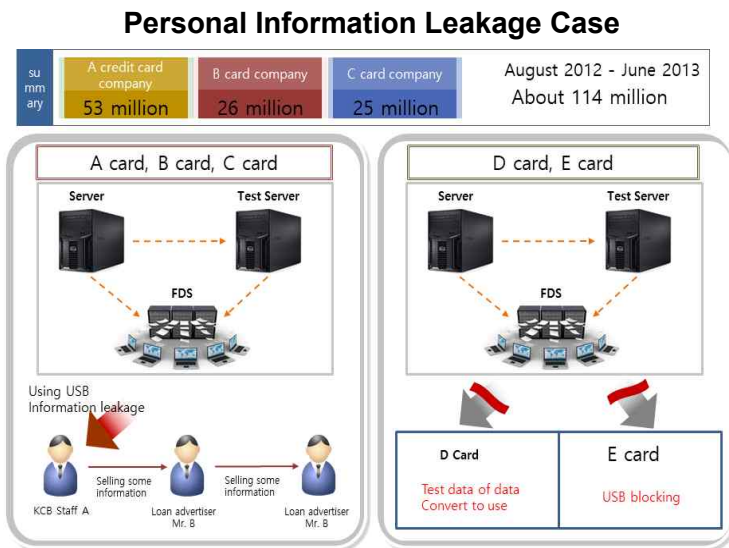 Personal Information Leakage Case
su
mm
ary
A credit card
company
53 million
B card company
26 million
C card company
25 million
August 2012 - June 2013
About 114 million
A card, B card, C card
Server
Test Server
FDS
Using USB
Information leakage
KCB Staff A
Selling some
information
Loan advertiser
Mr. B
Selling some
information
Loan advertiser
Mr. B
D card, E card
Server
Test Server
FDS
D Card
Test data of data
Convert to use
E card
USB blocking